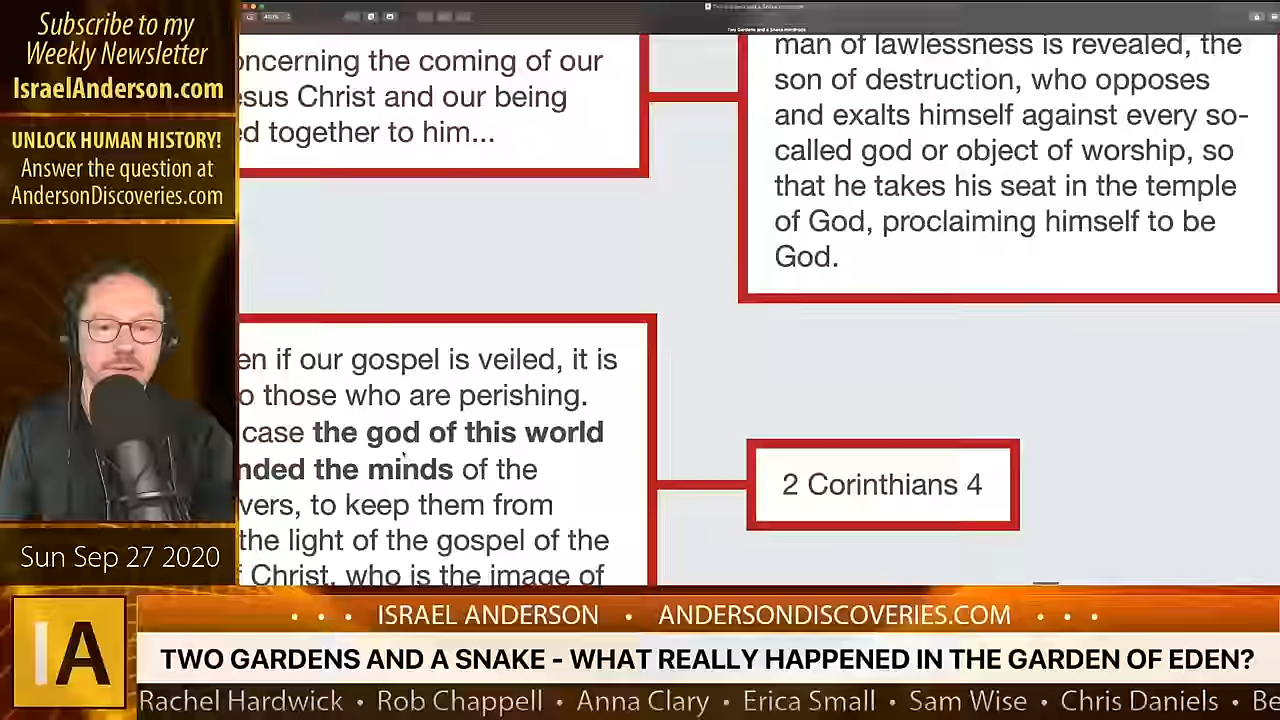 Subscribe to my
Weekly Newsletter
IsraelAnderson.com
UNLOCK HUMAN HISTORY!
Answer the question at
AndersonDiscoveries.com
oncerning the coming of our
esus Christ and our being
ed together to him...
man of lawlessness is revealed, the
son of destruction, who opposes
and exalts himself against every so-
called god or object of worship, so
that he takes his seat in the temple
of God, proclaiming himself to be
God.
en if our gospel is veiled, it is
o those who are perishing.
case the god of this world
nded the minds of the
vers, to keep them from
the light of the gospel of the
f Christ, who is the image of
2 Corinthians 4
Sun Sep 27 2020
IA
• • • ISRAEL ANDERSON • ANDERSONDISCOVERIES.COM • • •
TWO GARDENS AND A SNAKE - WHAT REALLY HAPPENED IN THE GARDEN OF EDEN?
Rachel Hardwick • Rob Chappell • Anna Clary • Erica Small • Sam Wise • Chris Daniels • Be